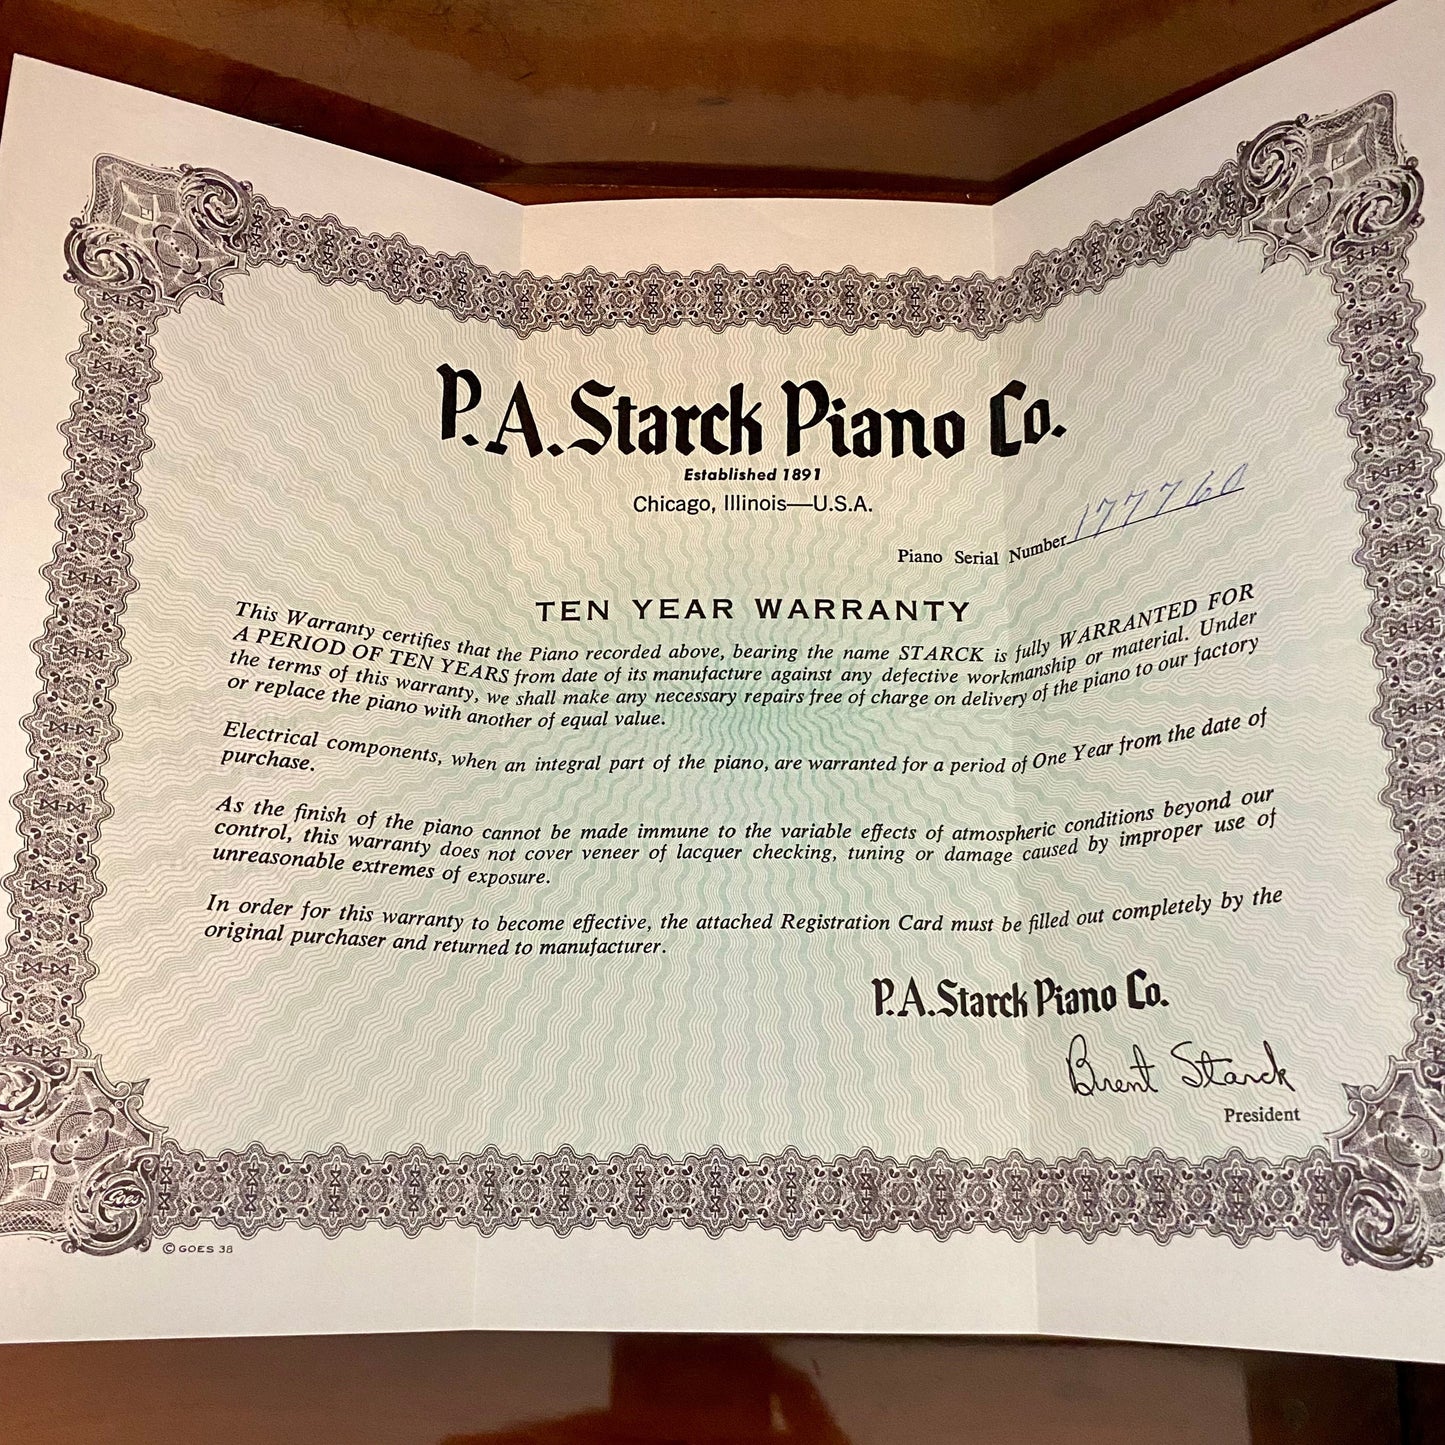 P.A. Starck Piano Co.
Established 1891
Chicago, Illinois—U.S.A.
Piano Serial Number 177760
TEN YEAR WARRANTY
This Warranty certifies that the Piano recorded above, bearing the name STARCK is fully WARRANTED FOR
A PERIOD OF TEN YEARS from date of its manufacture against any defective workmanship or material. Under
the terms of this warranty, we shall make any necessary repairs free of charge on delivery of the piano to our factory
or replace the piano with another of equal value.
Electrical components, when an integral part of the piano, are warranted for a period of One Year from the date of
purchase.
As the finish of the piano cannot be made immune to the variable effects of atmospheric conditions beyond our
control, this warranty does not cover veneer of lacquer checking, tuning or damage caused by improper use of
unreasonable extremes of exposure.
In order for this warranty to become effective, the attached Registration Card must be filled out completely by the
original purchaser and returned to manufacturer.
P.A. Starck Piano Co.
Brent Starck
President
Goes
© GOES 38